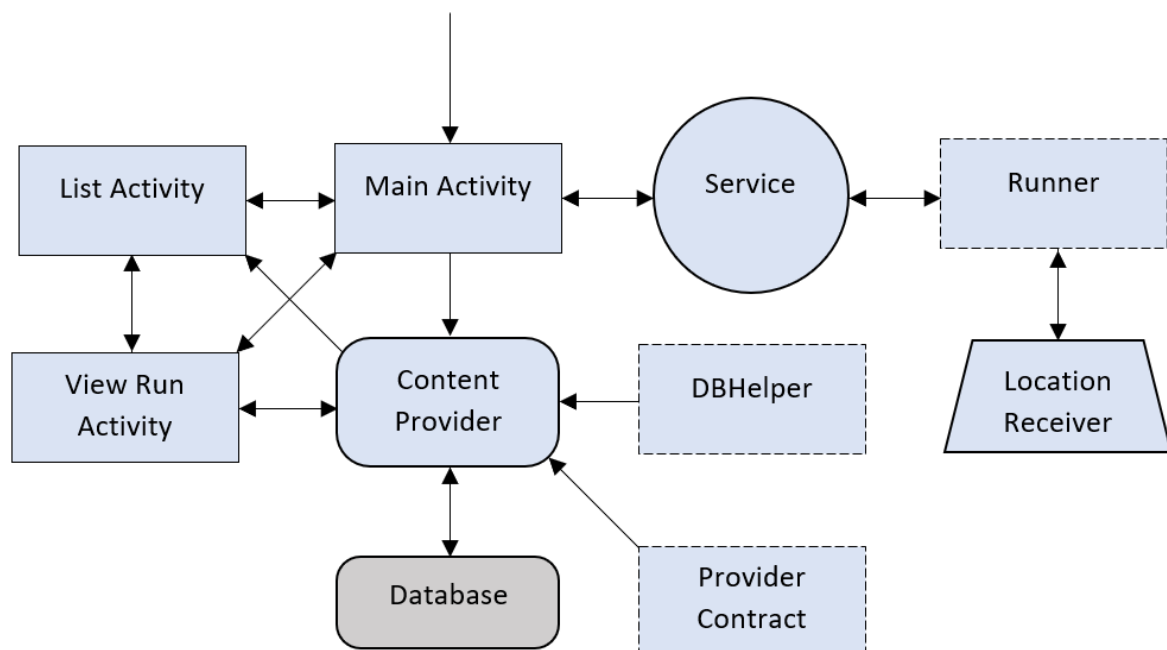 List Activity
Main Activity
Service
Runner
View Run
Activity
Content
Provider
DBHelper
Location
Receiver
Database
Provider
Contract